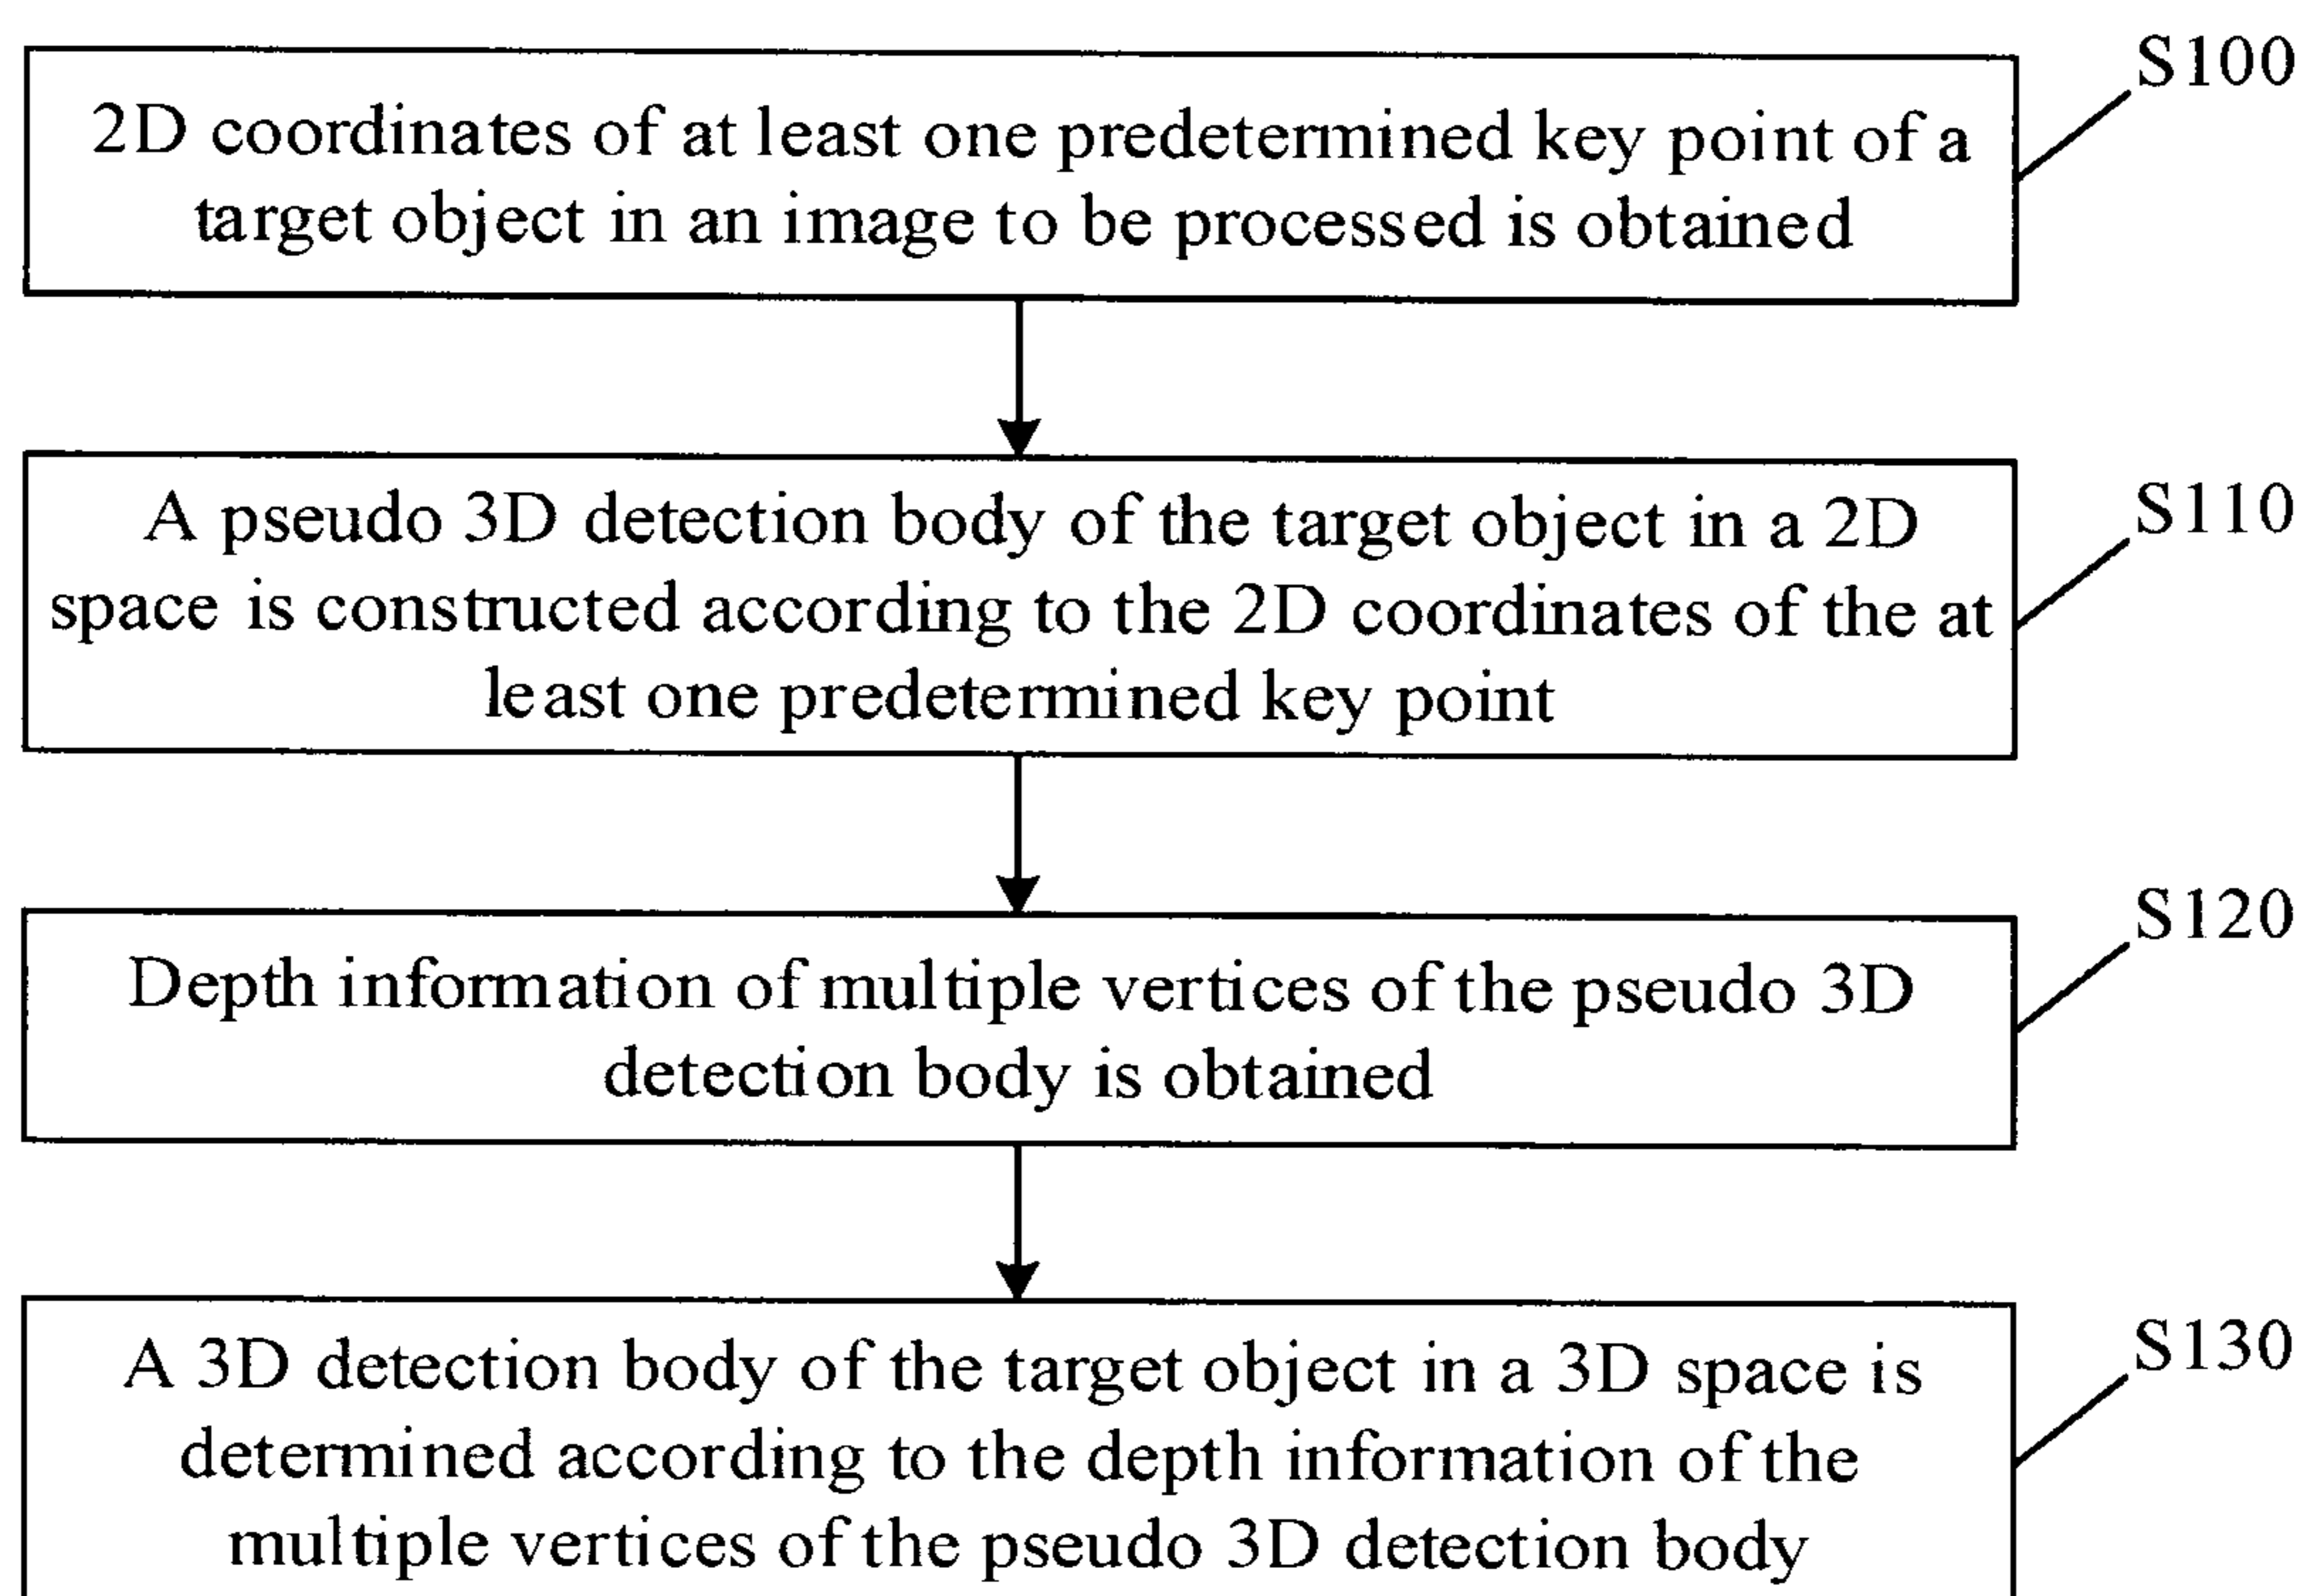 S100
2D coordinates of at least one predetermined key point of a
target object in an image to be processed is obtained
S110
A pseudo 3D detection body of the target object in a 2D
space is constructed according to the 2D coordinates of the at
least one predetermined key point
S120
Depth information of multiple vertices of the pseudo 3D
detection body is obtained
S130
A 3D detection body of the target object in a 3D space is
determined according to the depth information of the
multiple vertices of the pseudo 3D detection body